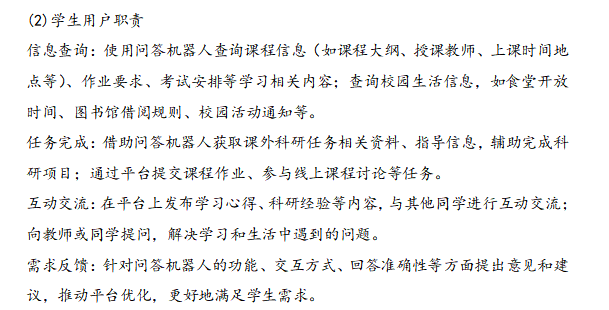 (2)学生用户职责
信息查询：使用问答机器人查询课程信息（如课程大纲、授课教师、上课时间地
点等）、作业要求、考试安排等学习相关内容；查询校园生活信息，如食堂开放
时间、图书馆借阅规则、校园活动通知等。
任务完成：借助问答机器人获取课外科研任务相关资料、指导信息，辅助完成科
研项目；通过平台提交课程作业、参与线上课程讨论等任务。
互动交流：在平台上发布学习心得、科研经验等内容，与其他同学进行互动交流；
向教师或同学提问，解决学习和生活中遇到的问题。
需求反馈：针对问答机器人的功能、交互方式、回答准确性等方面提出意见和建
议，推动平台优化，更好地满足学生需求。